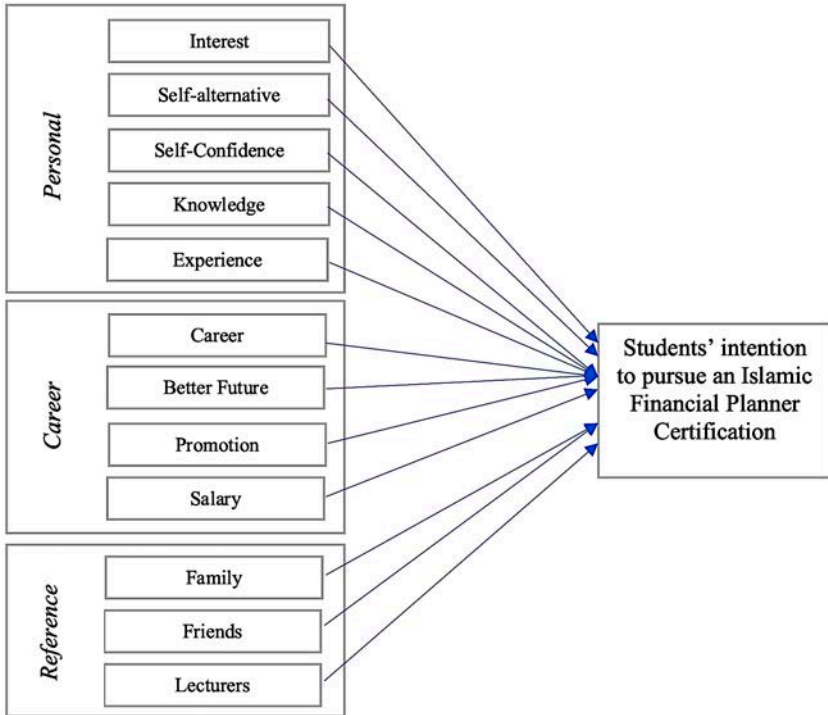 Personal
Interest
Self-alternative
Self-Confidence
Knowledge
Experience
Career
Career
Better Future
Promotion
Salary
Reference
Family
Friends
Lecturers
Students’ intention
to pursue an Islamic
Financial Planner
Certification